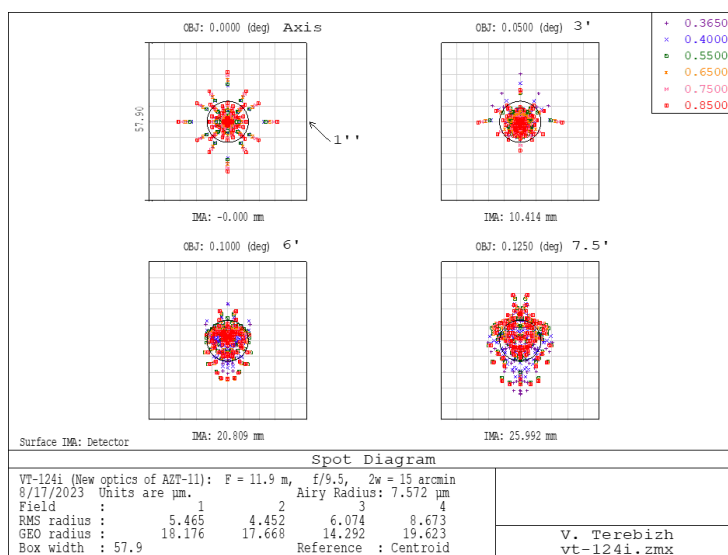 OBJ: 0.0000 (deg) Axis
OBJ: 0.0500 (deg) 3'
+ 0.3650
× 0.4000
0.5500
0.6500
0.7500
0.8500
57.90
1''
IMA: -0.000 mm
IMA: 10.414 mm
OBJ: 0.1000 (deg) 6'
OBJ: 0.1250 (deg) 7.5'
IMA: 20.809 mm
IMA: 25.992 mm
Surface IMA: Detector
Spot Diagram
VT-124i (New optics of AZT-11): F = 11.9 m, f/9.5, 2w = 15 arcmin
8/17/2023 Units are µm. Airy Radius: 7.572 µm
Field : 1 2 3 4
RMS radius : 5.465 4.452 6.074 8.673
GEO radius : 18.176 17.668 14.292 19.623
Box width : 57.9 Reference : Centroid
V. Terebizh
vt-124i.zmx